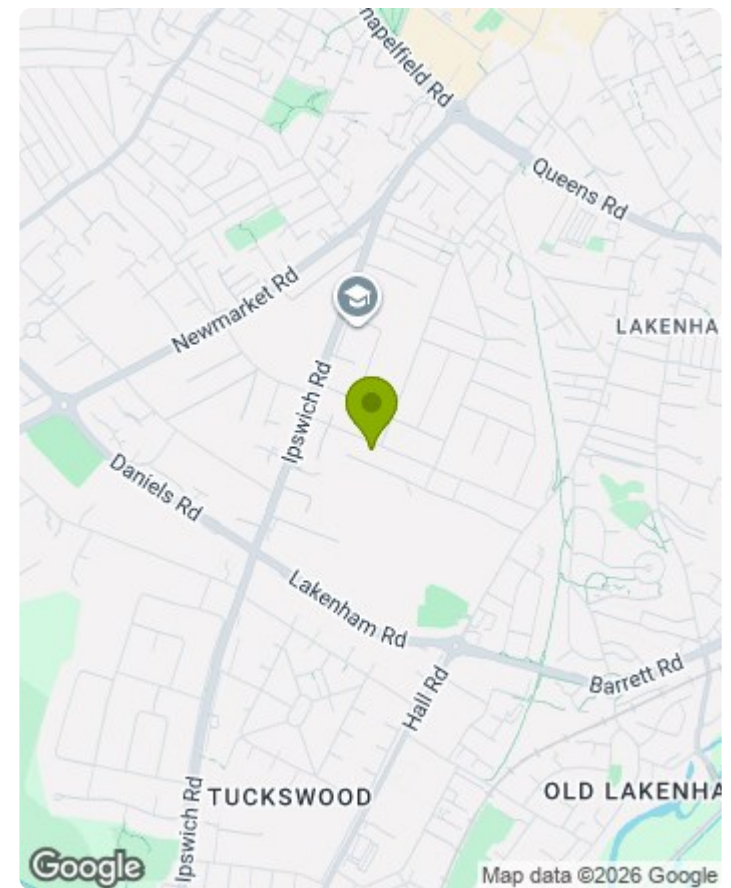 hapelfield Rd
Queens Rd
Newmarket Rd
LAKENHA
Ipswich Rd
Daniels Rd
Lakenham Rd
Barrett Rd
Hall Rd
TUCKSWOOD
OLD LAKENHA
Ipswich Rd
Google
Map data ©2026 Google